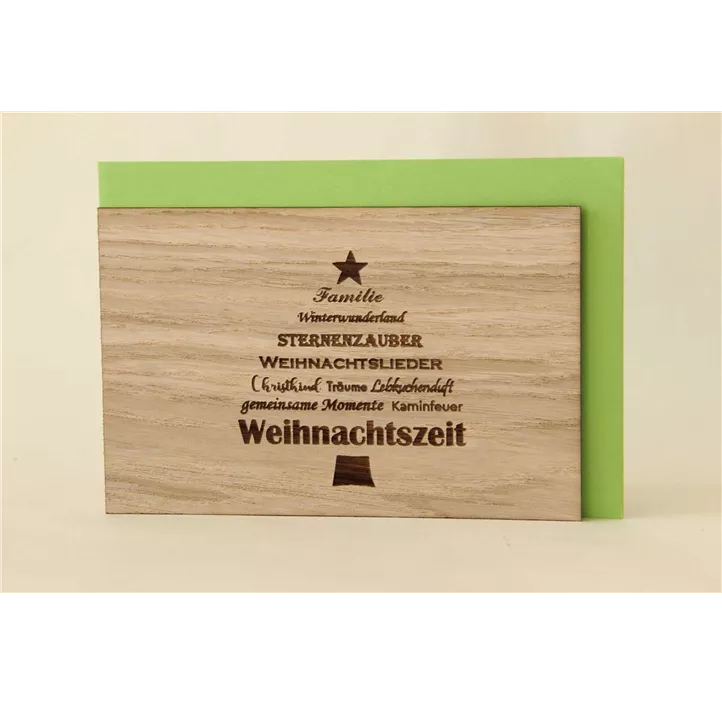 Familie
Winterwunderland
STERNENZAUBER
WEIHNACHTSLIEDER
Christkind Träume Lebkuchenduft
gemeinsame Momente Kaminfeuer
Weihnachtszeit